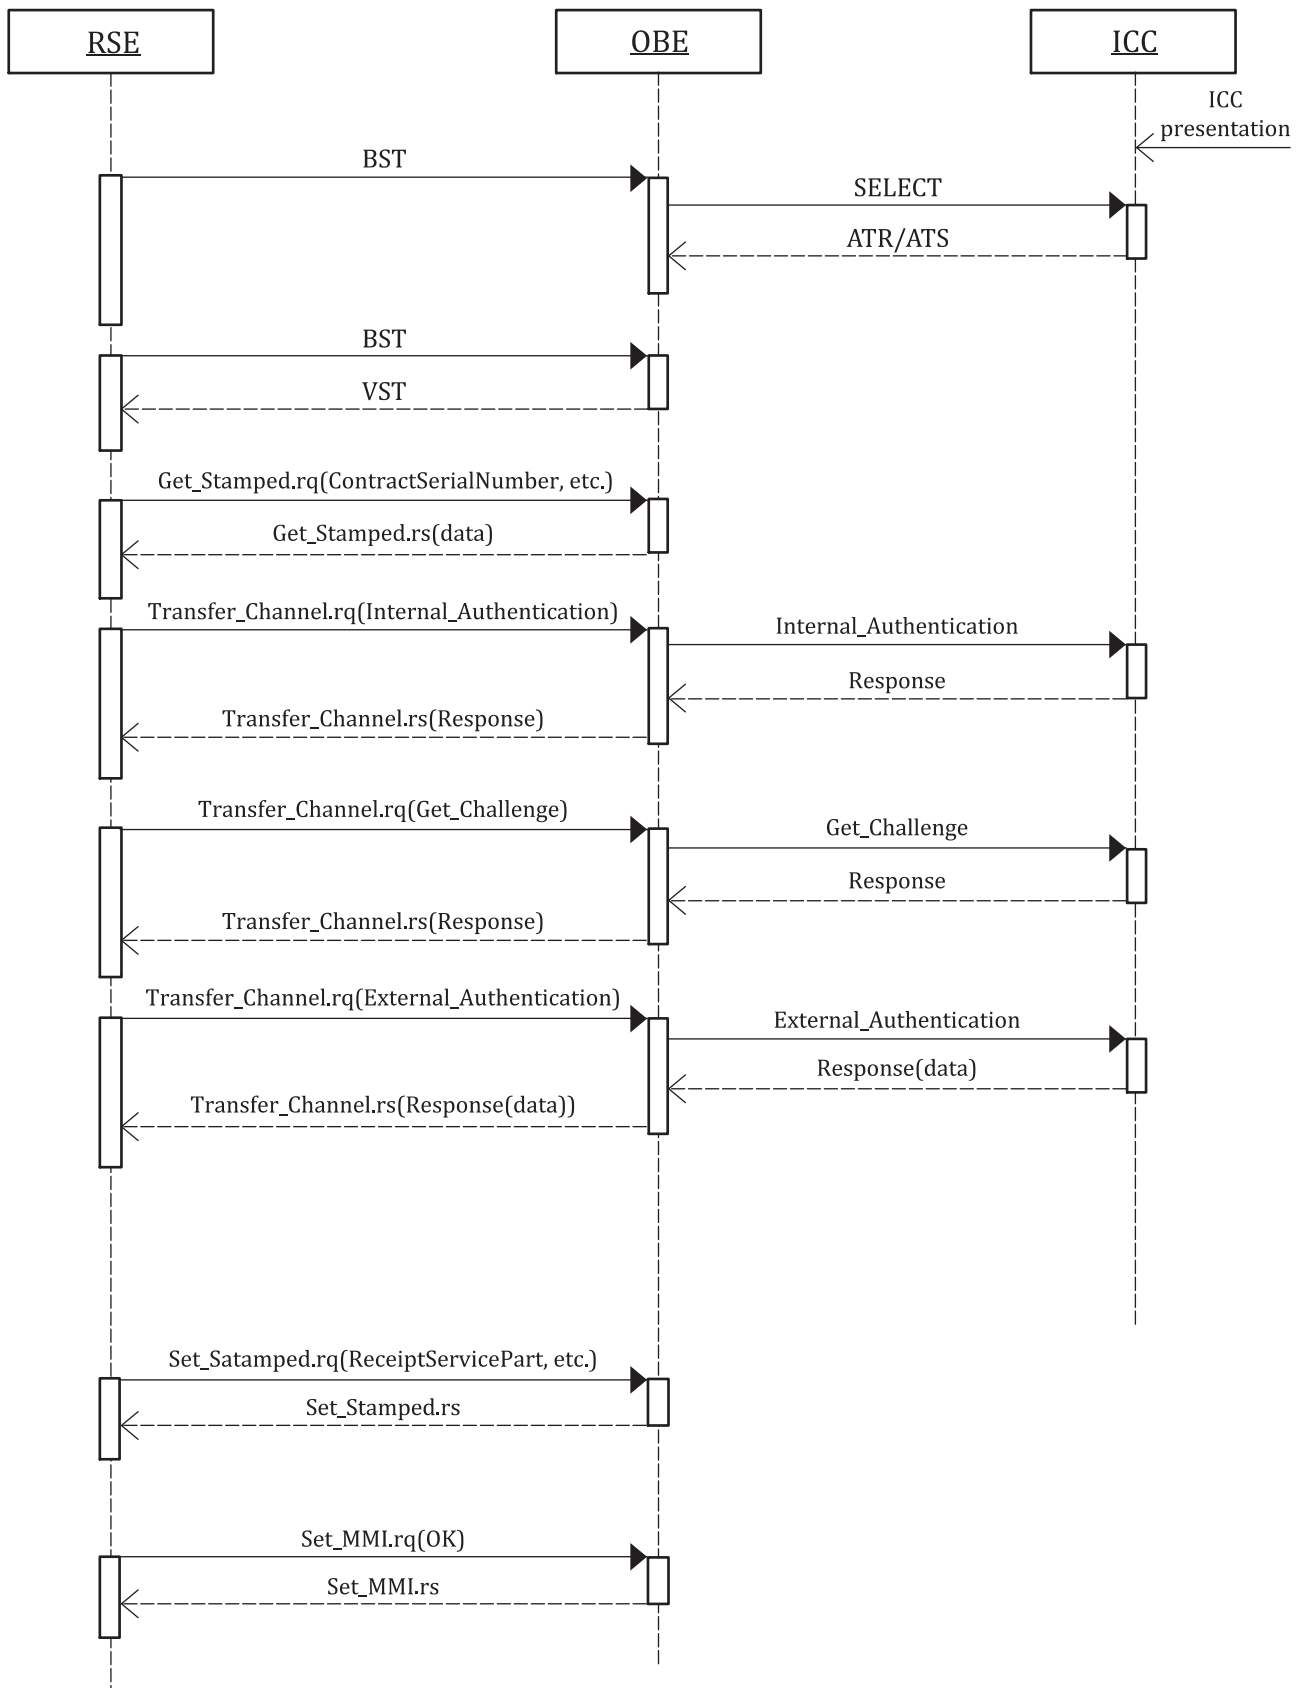 RSE
OBE
ICC
ICC
presentation
BST
SELECT
ATR/ATS
BST
VST
Get_Stamped.rq(ContractSerialNumber, etc.)
Get_Stamped.rs(data)
Transfer_Channel.rq(Internal_Authentication)
Internal_Authentication
Response
Transfer_Channel.rs(Response)
Transfer_Channel.rq(Get_Challenge)
Get_Challenge
Response
Transfer_Channel.rs(Response)
Transfer_Channel.rq(External_Authentication)
External_Authentication
Response(data)
Transfer_Channel.rs(Response(data))
Set_Satamped.rq(ReceiptServicePart, etc.)
Set_Stamped.rs
Set_MMI.rq(OK)
Set_MMI.rs